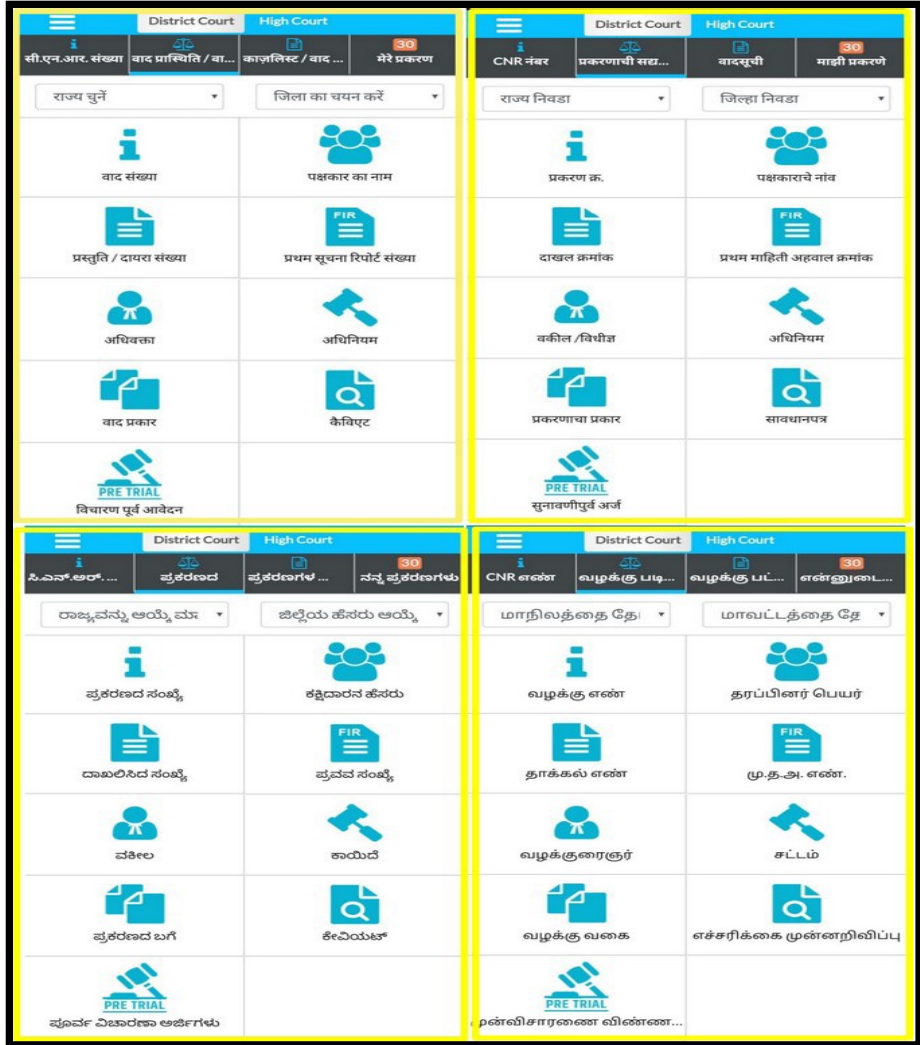 District Court High Court
i 30
सी.एन.आर. संख्या वाद प्रास्थिति / वा... काज़लिस्ट / वाद ... मेरे प्रकरण
राज्य चुनें जिला का चयन करें
वाद संख्या पक्षकार का नाम
FIR
प्रस्तुति / दायरा संख्या प्रथम सूचना रिपोर्ट संख्या
अधिवक्ता अधिनियम
वाद प्रकार कैविएट
PRE TRIAL
विचारण पूर्व आवेदन
District Court High Court
i 30
CNR नंबर प्रकरणाची सद्य... वादसूची माझी प्रकरणे
राज्य निवडा जिल्हा निवडा
प्रकरण क्र. पक्षकाराचे नांव
FIR
दाखल क्रमांक प्रथम माहिती अहवाल क्रमांक
वकील /विधीज्ञ अधिनियम
प्रकरणाचा प्रकार सावधानपत्र
PRE TRIAL
सुनावणीपुर्व अर्ज
District Court High Court
i 30
ಸಿ.ಎನ್.ಆರ್. ... ಪ್ರಕರಣದ ಪ್ರಕರಣಗಳ ... ನನ್ನ ಪ್ರಕರಣಗಳು
ರಾಜ್ಯವನ್ನು ಆಯ್ಕೆ ಮಾ ಜಿಲ್ಲೆಯ ಹೆಸರು ಆಯ್ಕೆ
ಪ್ರಕರಣದ ಸಂಖ್ಯೆ ಕಕ್ಷಿದಾರನ ಹೆಸರು
FIR
ದಾಖಲಿಸಿದ ಸಂಖ್ಯೆ ಪ್ರವವ ಸಂಖ್ಯೆ
ವಕೀಲ ಕಾಯಿದೆ
ಪ್ರಕರಣದ ಬಗೆ ಕೇವಿಯಟ್
PRE TRIAL
ಪೂರ್ವ ವಿಚಾರಣಾ ಅರ್ಜಿಗಳು
District Court High Court
i 30
CNR எண் வழக்கு படி... வழக்கு பட்... என்னுடை...
மாநிலத்தை தே மாவட்டத்தை தே
வழக்கு எண் தரப்பினர் பெயர்
FIR
தாக்கல் எண் மு.த.அ. எண்.
வழக்குரைஞர் சட்டம்
வழக்கு வகை எச்சரிக்கை முன்னறிவிப்பு
PRE TRIAL
முன்விசாரணை விண்ண...